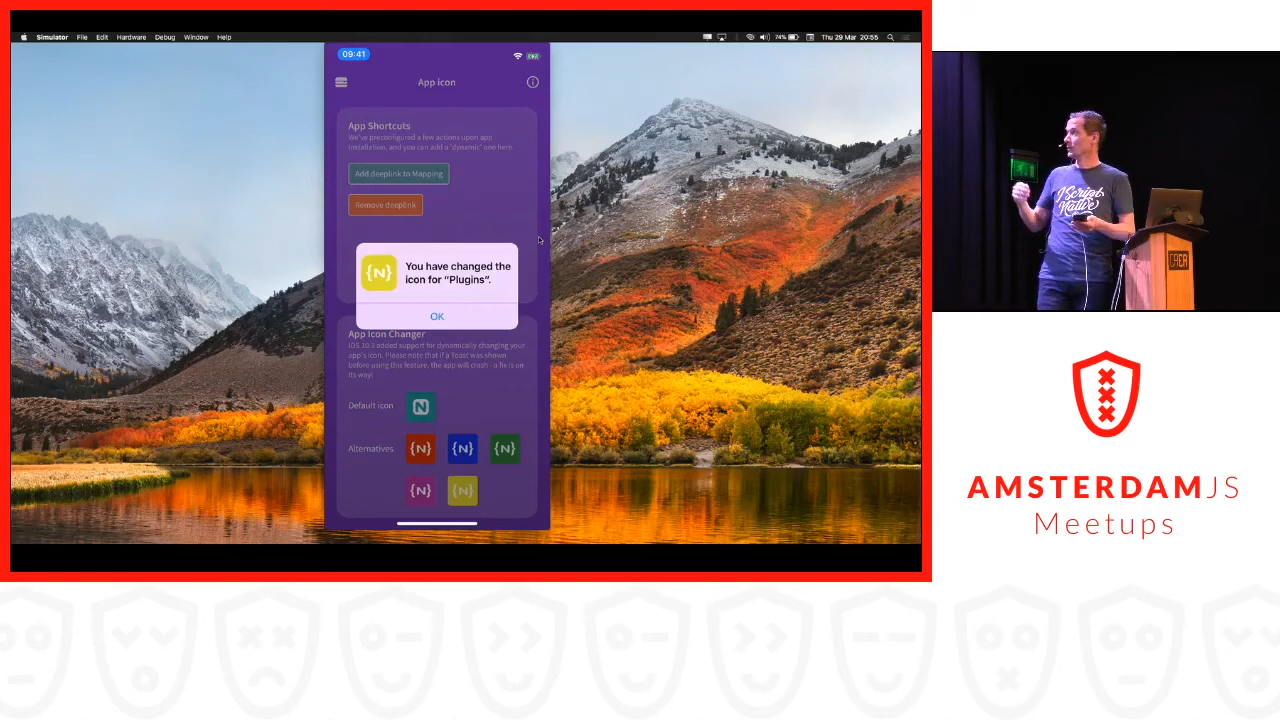 Simulator File Edit Hardware Debug Window Help
74% Thu 29 Mar 20:55
09:41
App icon
App Shortcuts
We've preconfigured a few actions upon app
installation, and you can add a 'dynamic' one here.
Add deeplink to Mapping
Remove deeplink
{N}
You have changed the
icon for "Plugins".
OK
App Icon Changer
iOS 10.3 added support for dynamically changing your
app's icon. Please note that if a Toast was shown
before using this feature, the app will crash - a fix is on
its way!
Default icon
N
Alternatives
{N} {N} {N}
{N} {N}
I Script
Native
AMSTERDAMJS
Meetups